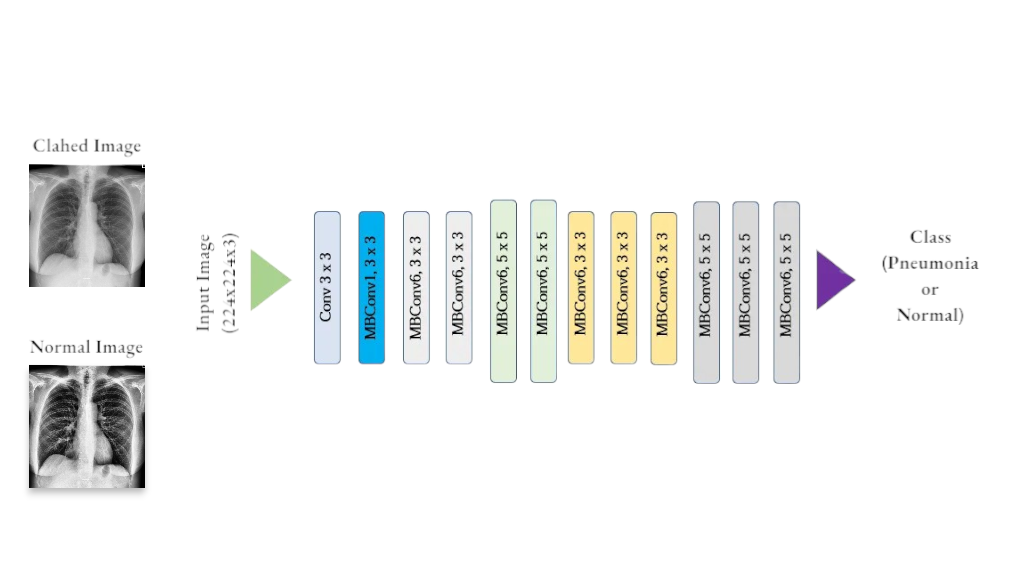 Clahed Image
Normal Image
Input Image
(224x224x3)
Conv 3 x 3
MBConv1, 3 x 3
MBConv6, 3 x 3
MBConv6, 3 x 3
MBConv6, 5 x 5
MBConv6, 5 x 5
MBConv6, 3 x 3
MBConv6, 3 x 3
MBConv6, 3 x 3
MBConv6, 5 x 5
MBConv6, 5 x 5
MBConv6, 5 x 5
Class
(Pneumonia
or
Normal)